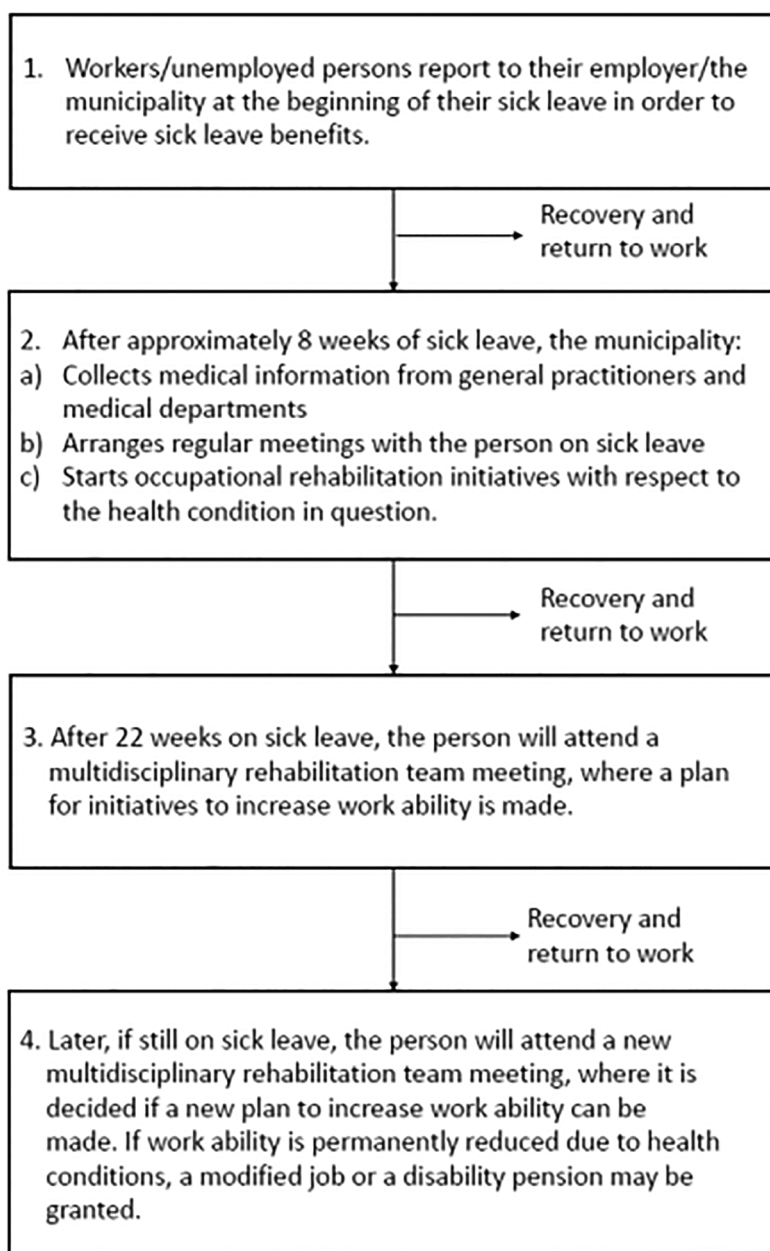 1. Workers/unemployed persons report to their employer/the
municipality at the beginning of their sick leave in order to
receive sick leave benefits.
Recovery and
return to work
2. After approximately 8 weeks of sick leave, the municipality:
a) Collects medical information from general practitioners and
medical departments
b) Arranges regular meetings with the person on sick leave
c) Starts occupational rehabilitation initiatives with respect to
the health condition in question.
Recovery and
return to work
3. After 22 weeks on sick leave, the person will attend a
multidisciplinary rehabilitation team meeting, where a plan
for initiatives to increase work ability is made.
Recovery and
return to work
4. Later, if still on sick leave, the person will attend a new
multidisciplinary rehabilitation team meeting, where it is
decided if a new plan to increase work ability can be
made. If work ability is permanently reduced due to health
conditions, a modified job or a disability pension may be
granted.